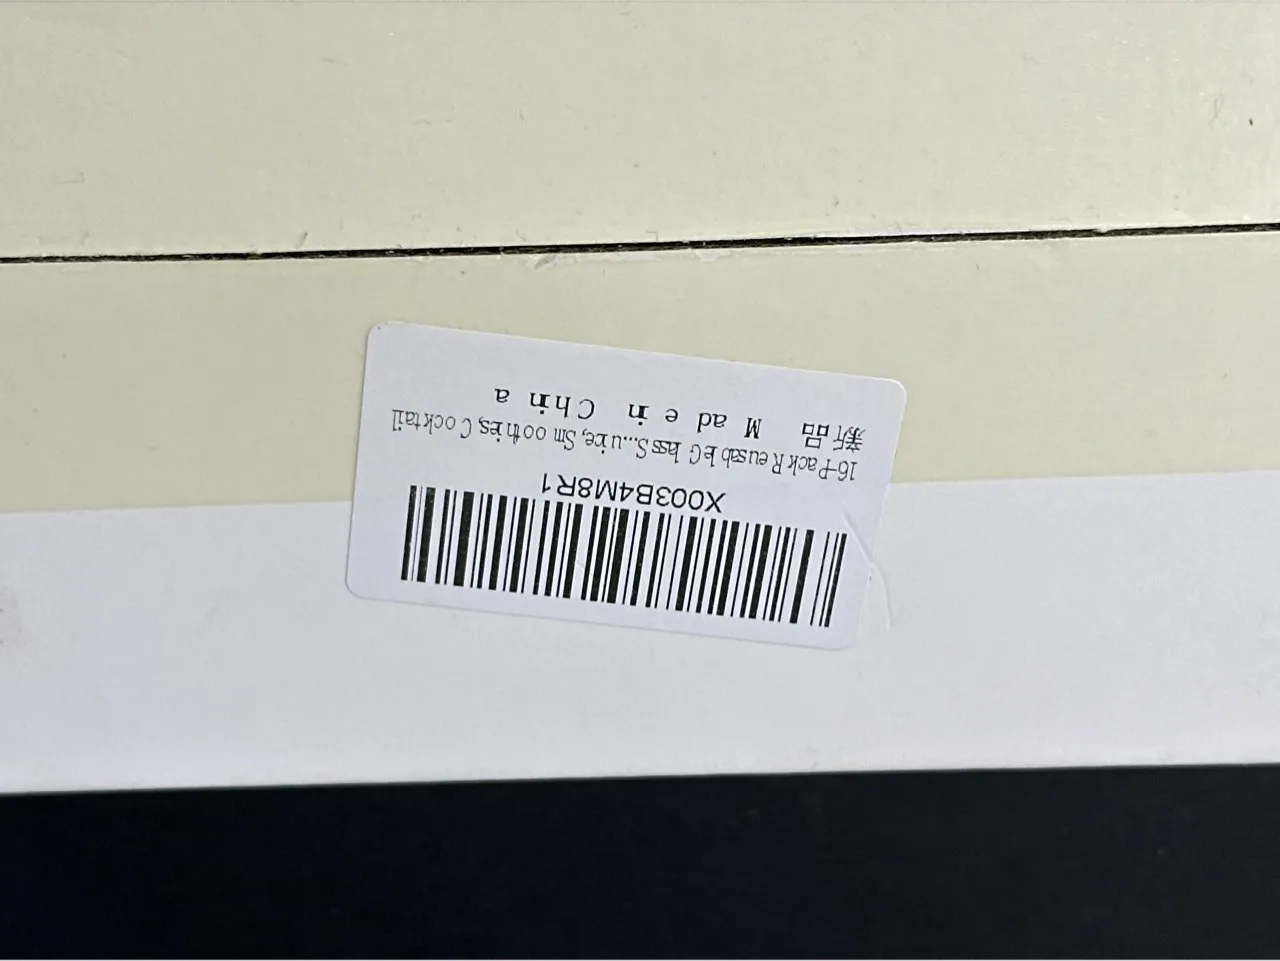 X003B4M8R1
16-Pack Reusable Glass S...uice, Smoothies, Cocktail
新品 Made in China